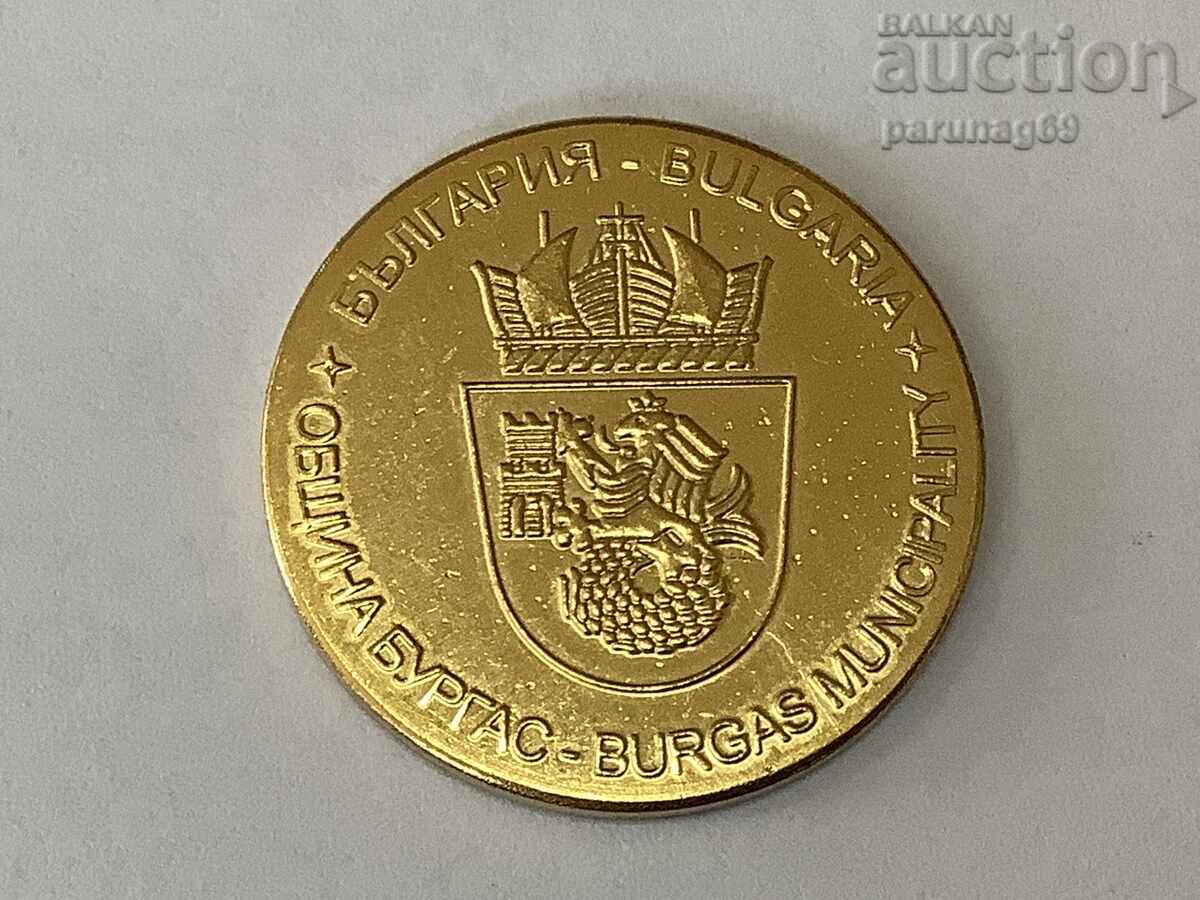 BALKAN
auction
parunag69
БЪЛГАРИЯ - BULGARIA
ОБЩИНА БУРГАС - BURGAS MUNICIPALITY